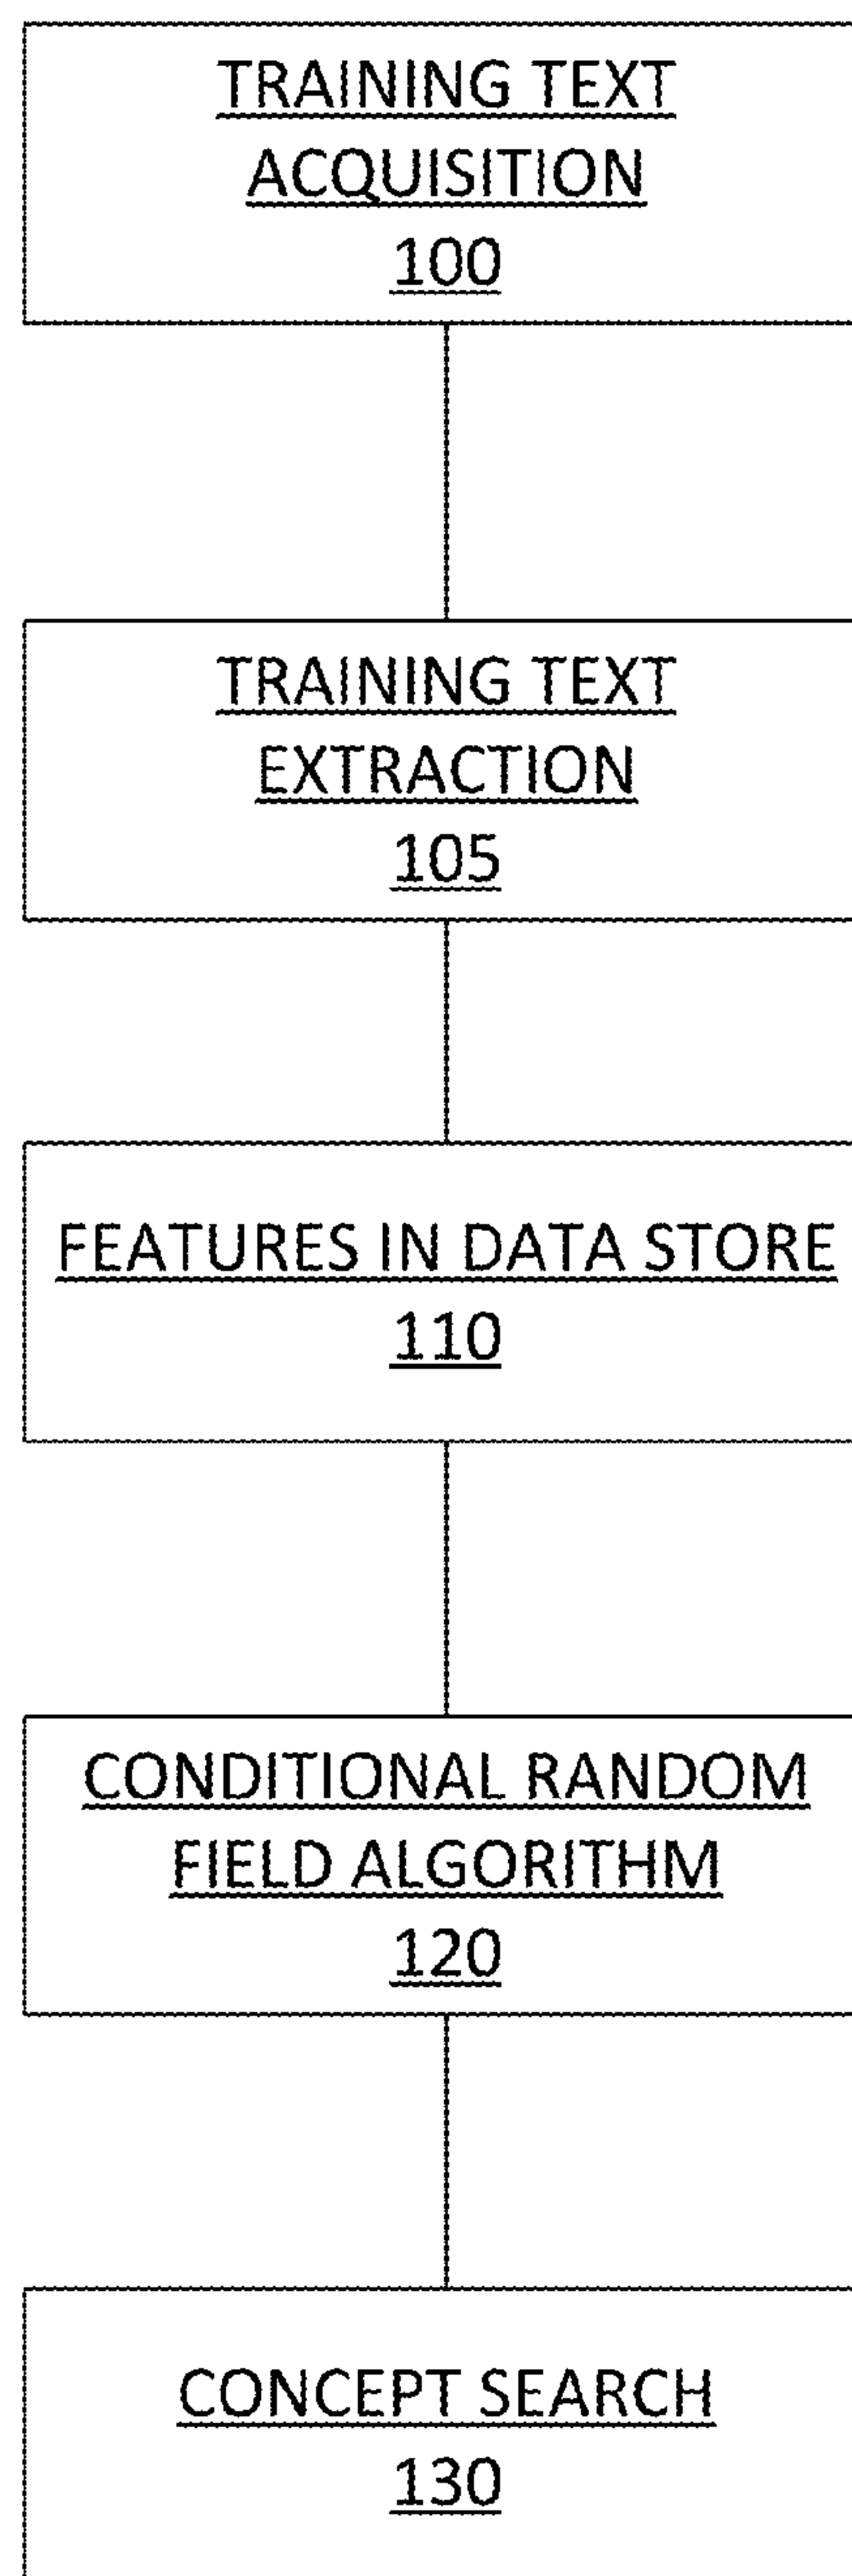 TRAINING TEXT
ACQUISITION
100
TRAINING TEXT
EXTRACTION
105
FEATURES IN DATA STORE
110
CONDITIONAL RANDOM
FIELD ALGORITHM
120
CONCEPT SEARCH
130